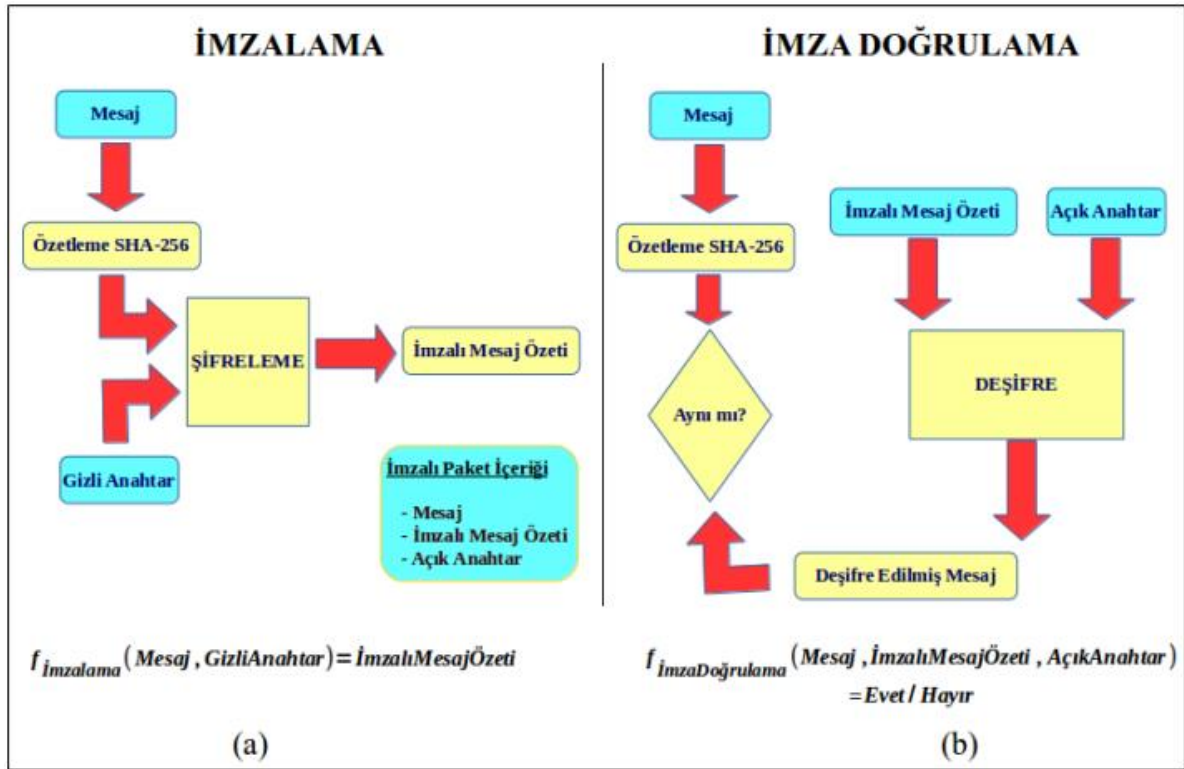 İMZALAMA
Mesaj
Özetleme SHA-256
ŞİFRELEME
İmzalı Mesaj Özeti
Gizli Anahtar
İmzalı Paket İçeriği
- Mesaj
- İmzalı Mesaj Özeti
- Açık Anahtar
f İmzalama (Mesaj , GizliAnahtar) = İmzalıMesajÖzeti
(a)
İMZA DOĞRULAMA
Mesaj
İmzalı Mesaj Özeti
Açık Anahtar
Özetleme SHA-256
DEŞİFRE
Aynı mı?
Deşifre Edilmiş Mesaj
f İmzaDoğrulama (Mesaj , İmzalıMesajÖzeti , AçıkAnahtar)
= Evet / Hayır
(b)